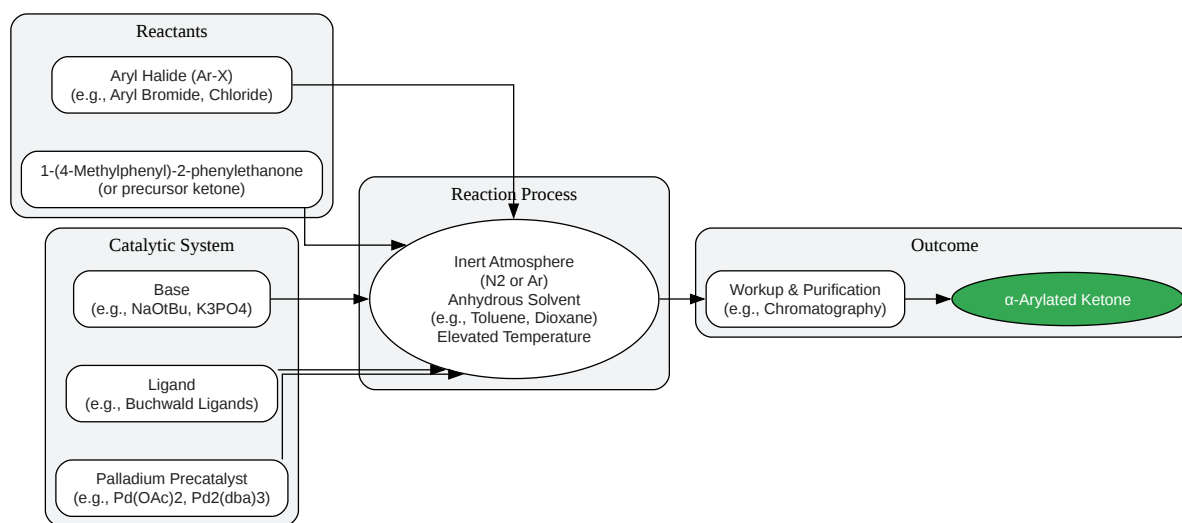 Reactants
Aryl Halide (Ar-X)
(e.g., Aryl Bromide, Chloride)
1-(4-Methylphenyl)-2-phenylethanone
(or precursor ketone)
Catalytic System
Base
(e.g., NaOtBu, K3PO4)
Ligand
(e.g., Buchwald Ligands)
Palladium Precatalyst
(e.g., Pd(OAc)2, Pd2(dba)3)
Reaction Process
Inert Atmosphere
(N2 or Ar)
Anhydrous Solvent
(e.g., Toluene, Dioxane)
Elevated Temperature
Outcome
Workup & Purification
(e.g., Chromatography)
α-Arylated Ketone